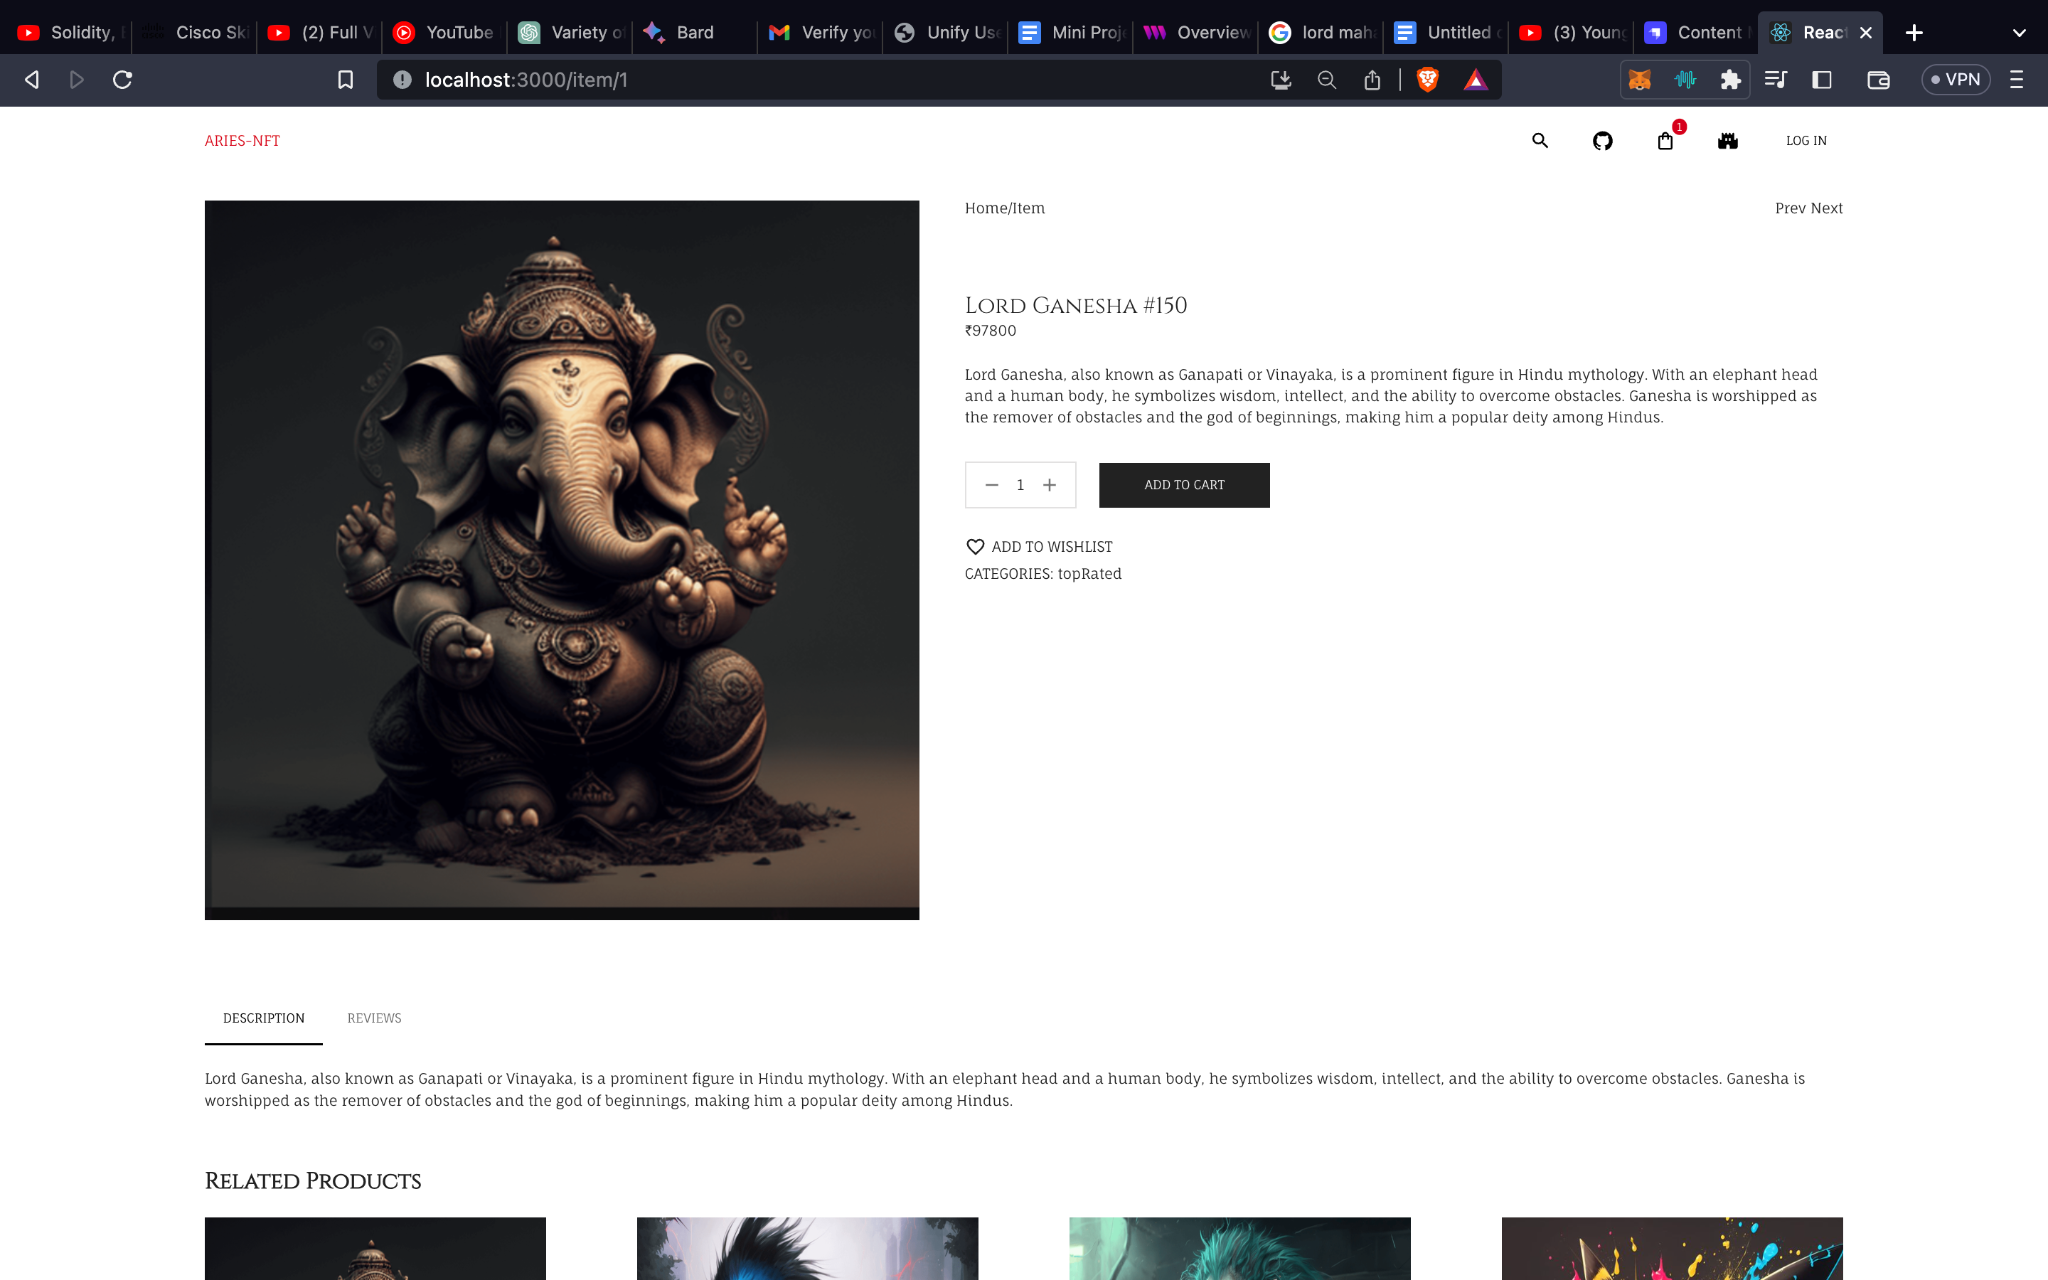 Solidity,
Cisco Ski
(2) Full V
YouTube
Variety of
Bard
Verify you
Unify Use
Mini Proje
Overview
lord maha
Untitled
(3) Young
Content
React
localhost:3000/item/1
VPN
ARIES-NFT
1
LOG IN
Home/Item
Prev Next
LORD GANESHA #150
₹97800
Lord Ganesha, also known as Ganapati or Vinayaka, is a prominent figure in Hindu mythology. With an elephant head
and a human body, he symbolizes wisdom, intellect, and the ability to overcome obstacles. Ganesha is worshipped as
the remover of obstacles and the god of beginnings, making him a popular deity among Hindus.
1
ADD TO CART
ADD TO WISHLIST
CATEGORIES: topRated
DESCRIPTION
REVIEWS
Lord Ganesha, also known as Ganapati or Vinayaka, is a prominent figure in Hindu mythology. With an elephant head and a human body, he symbolizes wisdom, intellect, and the ability to overcome obstacles. Ganesha is
worshipped as the remover of obstacles and the god of beginnings, making him a popular deity among Hindus.
RELATED PRODUCTS